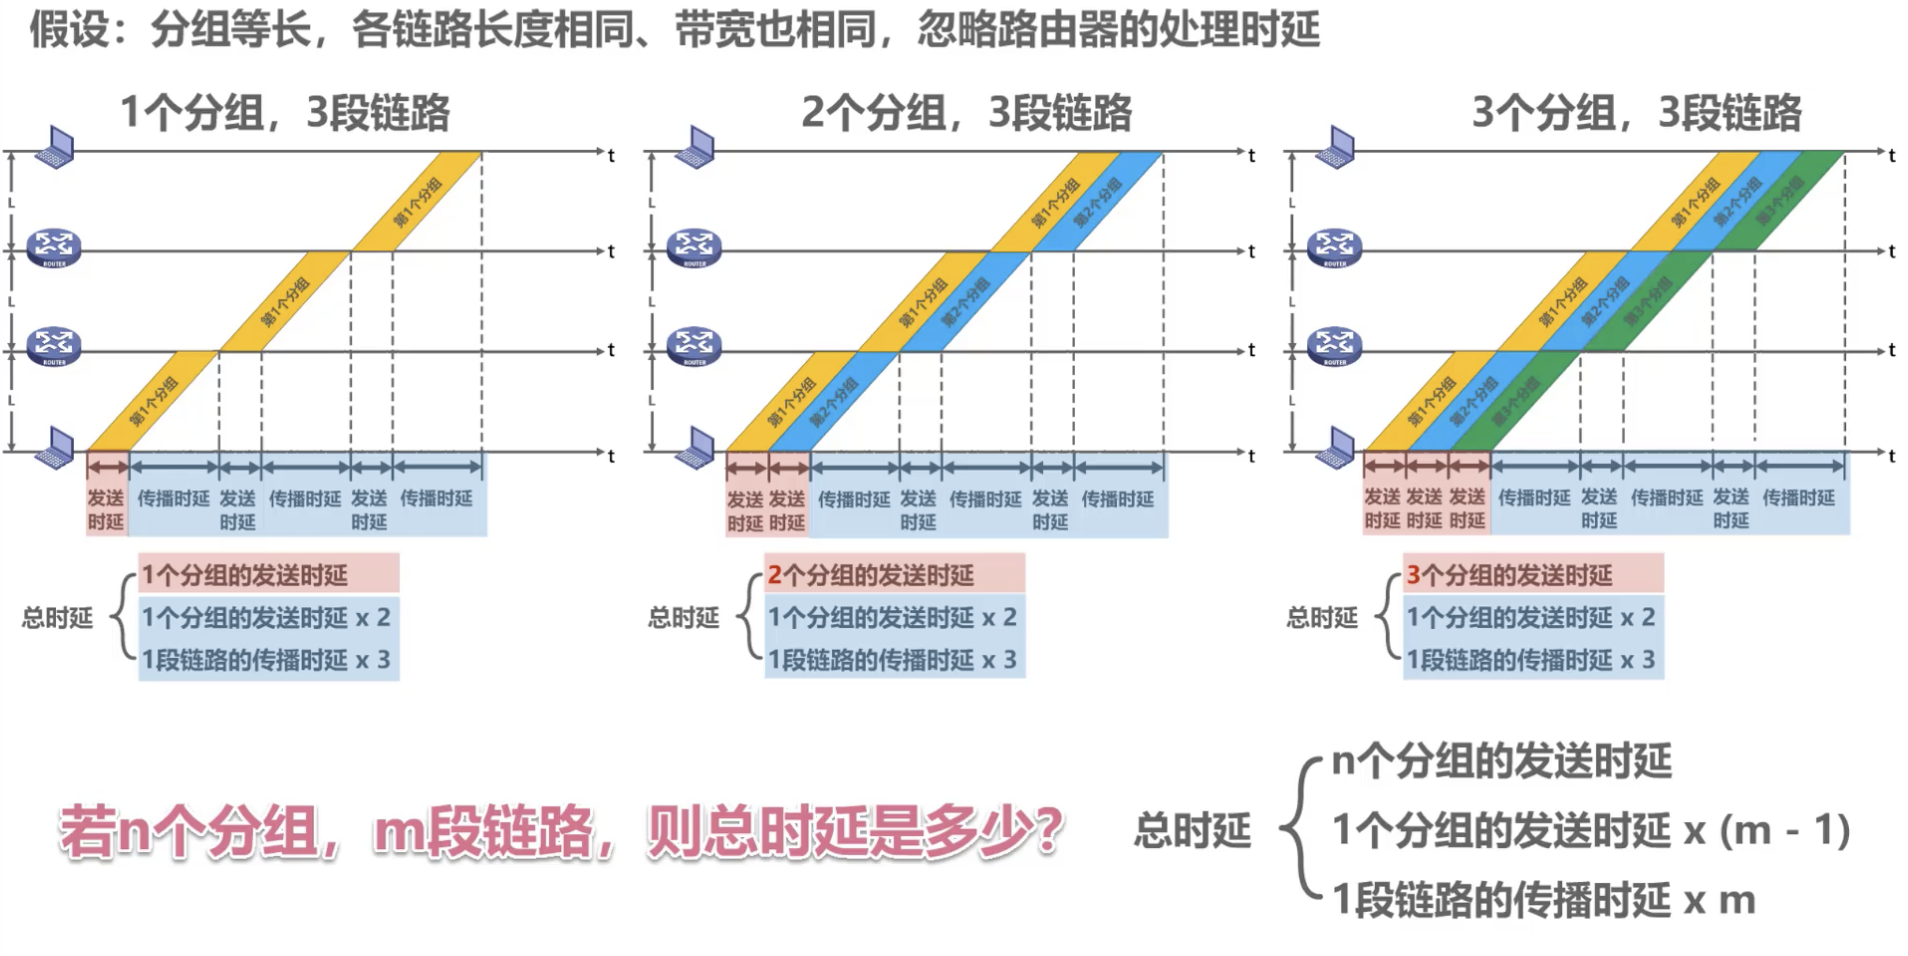 假设：分组等长，各链路长度相同、带宽也相同，忽略路由器的处理时延
1个分组，3段链路
t
L
第1个分组
ROUTER
t
L
第1个分组
ROUTER
t
L
第1个分组
t
发送时延
传播时延
发送时延
传播时延
发送时延
传播时延
总时延
1个分组的发送时延
1个分组的发送时延 x 2
1段链路的传播时延 x 3
2个分组，3段链路
t
L
第1个分组
第2个分组
ROUTER
t
L
第1个分组
第2个分组
ROUTER
t
L
第1个分组
第2个分组
t
发送时延
发送时延
传播时延
发送时延
传播时延
发送时延
传播时延
总时延
2个分组的发送时延
1个分组的发送时延 x 2
1段链路的传播时延 x 3
3个分组，3段链路
t
L
第1个分组
第2个分组
第3个分组
ROUTER
t
L
第1个分组
第2个分组
第3个分组
ROUTER
t
L
第1个分组
第2个分组
第3个分组
t
发送时延
发送时延
发送时延
传播时延
发送时延
传播时延
发送时延
传播时延
总时延
3个分组的发送时延
1个分组的发送时延 x 2
1段链路的传播时延 x 3
若n个分组，m段链路，则总时延是多少？
总时延
n个分组的发送时延
1个分组的发送时延 x (m - 1)
1段链路的传播时延 x m